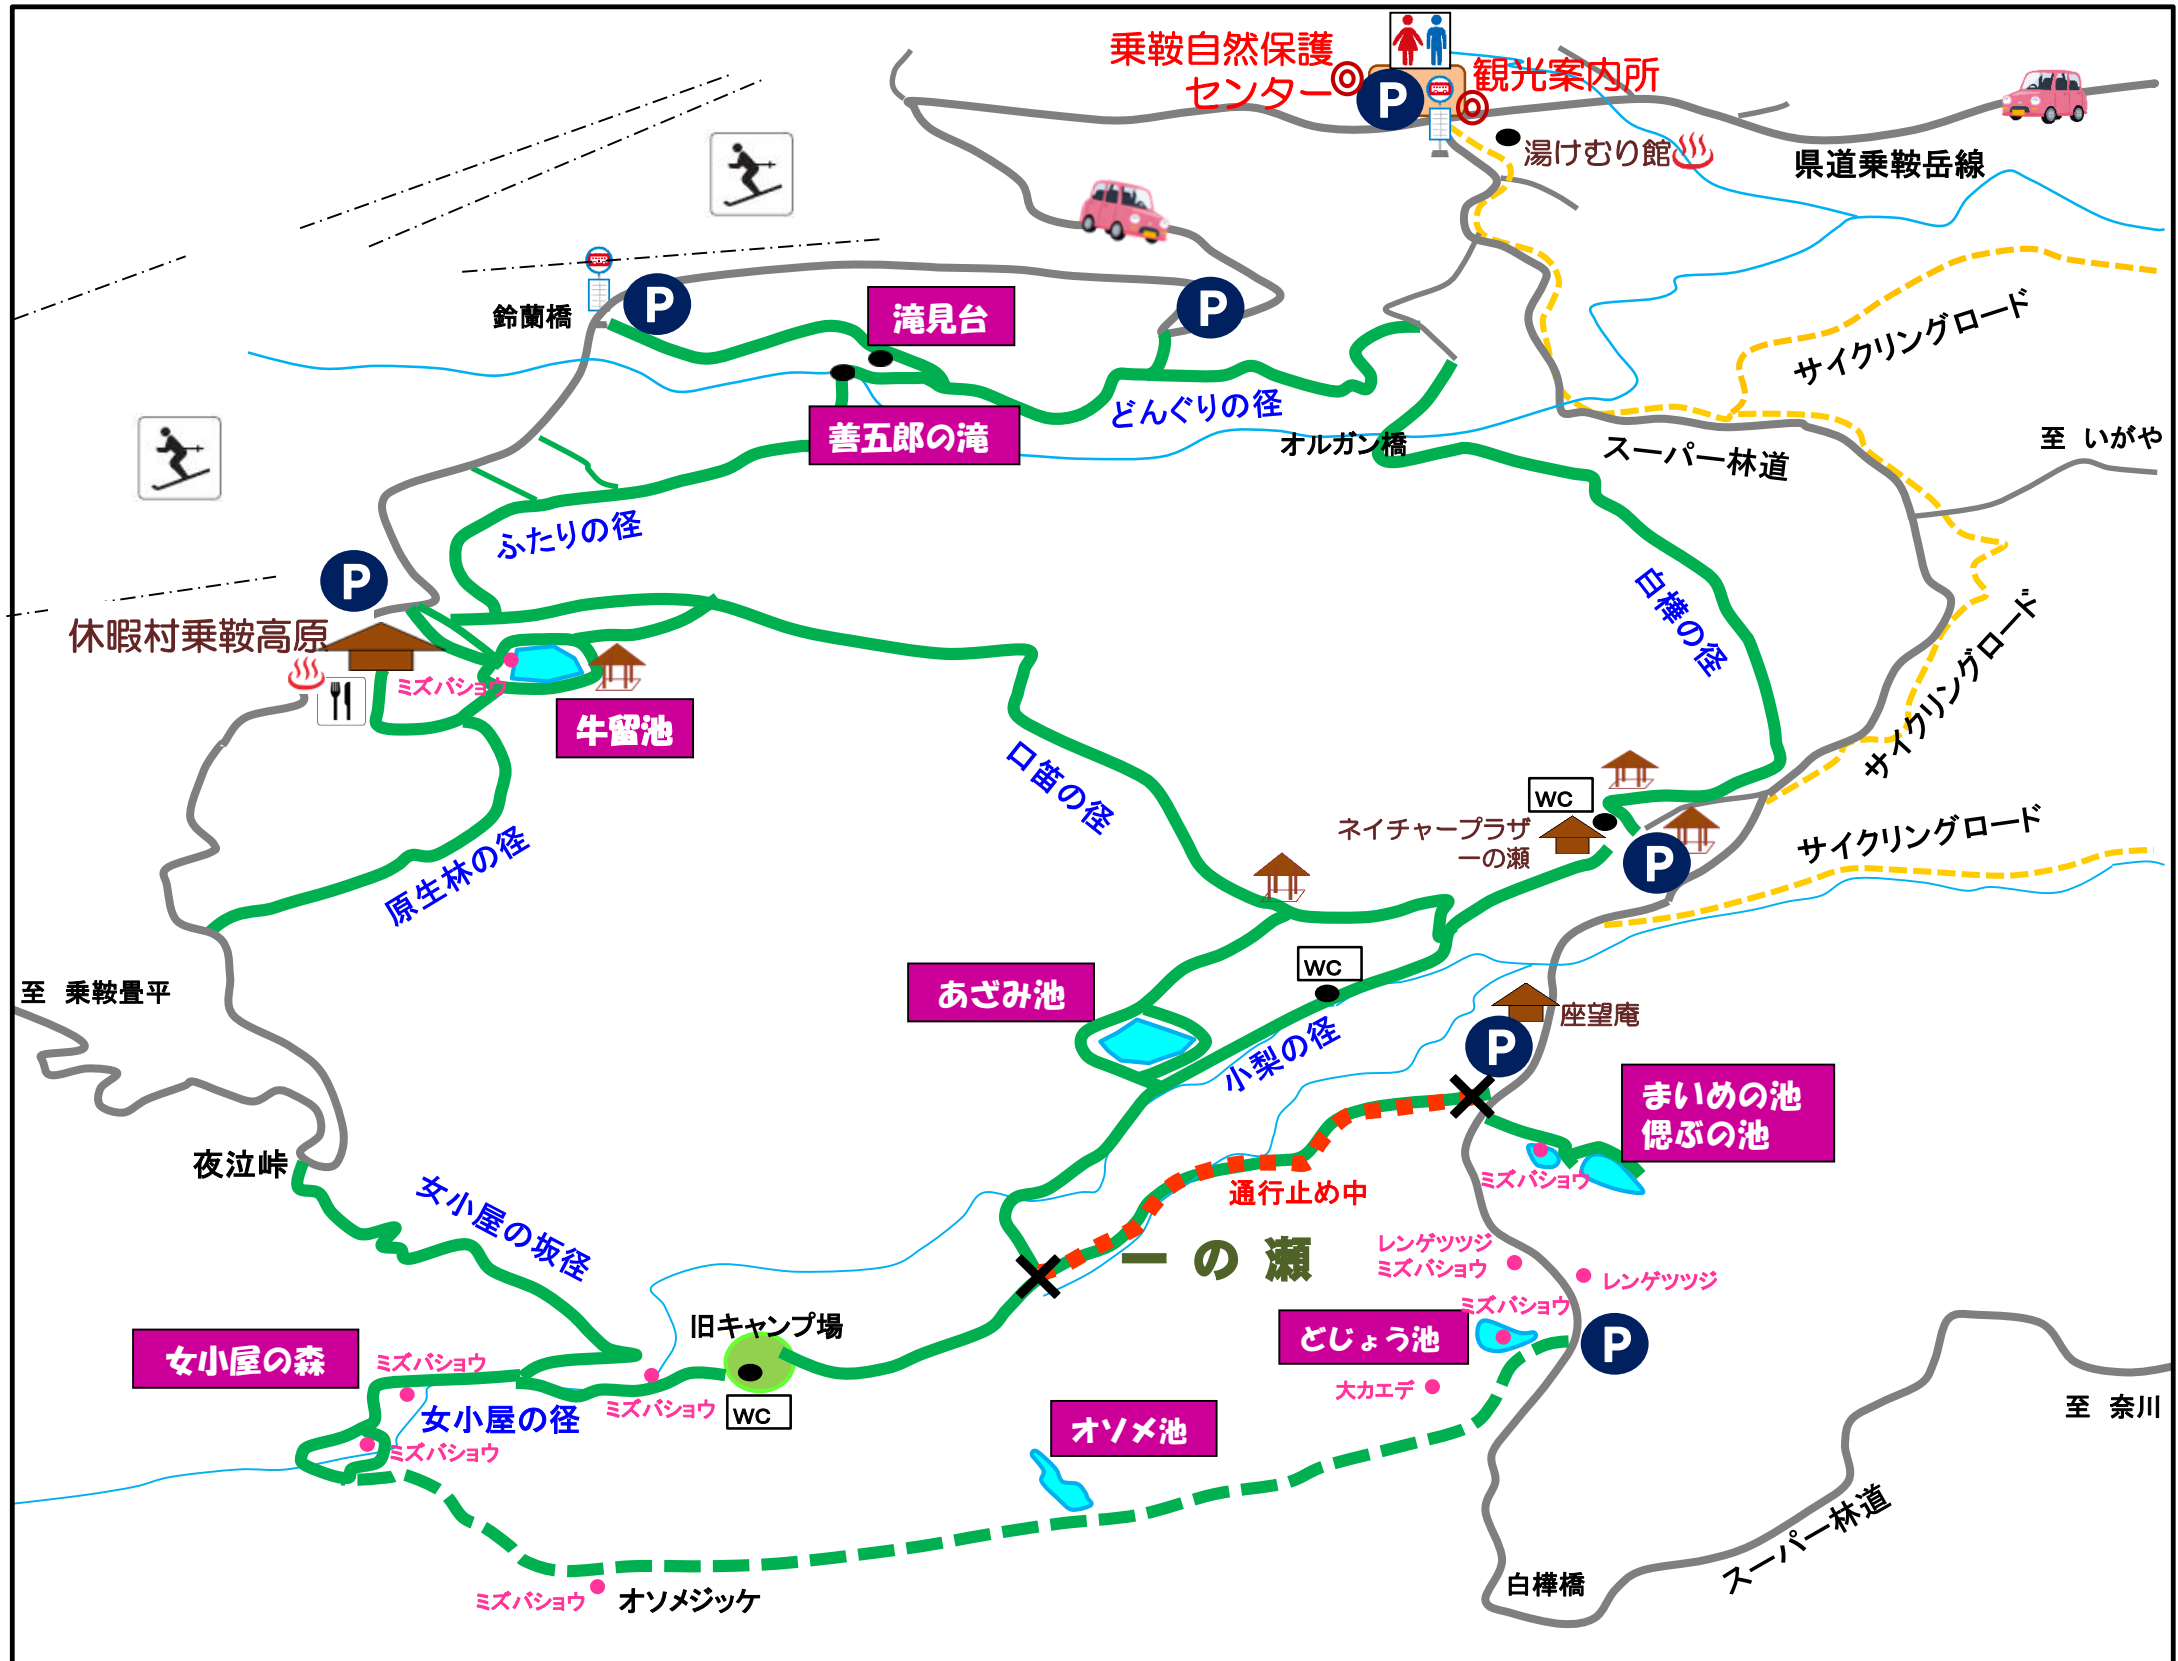 乗鞍自然保護
センター
観光案内所
P
湯けむり館
県道乗鞍岳線
鈴蘭橋
P
P
滝見台
サイクリングロード
どんぐりの径
善五郎の滝
オルガン橋
スーパー林道
至 いがや
ふたりの径
P
白樺の径
休暇村乗鞍高原
ミズバショウ
牛留池
サイクリングロード
口笛の径
WC
ネイチャープラザ
一の瀬
P
サイクリングロード
原生林の径
至 乗鞍畳平
あざみ池
WC
座望庵
P
小梨の径
まいめの池
偲ぶの池
夜泣峠
ミズバショウ
通行止め中
女小屋の坂径
一の瀬
レンゲツツジ
ミズバショウ
レンゲツツジ
ミズバショウ
旧キャンプ場
どじょう池
P
女小屋の森
ミズバショウ
大カエデ
ミズバショウ
WC
女小屋の径
オソメ池
至 奈川
ミズバショウ
スーパー林道
白樺橋
ミズバショウ
オソメジッケ